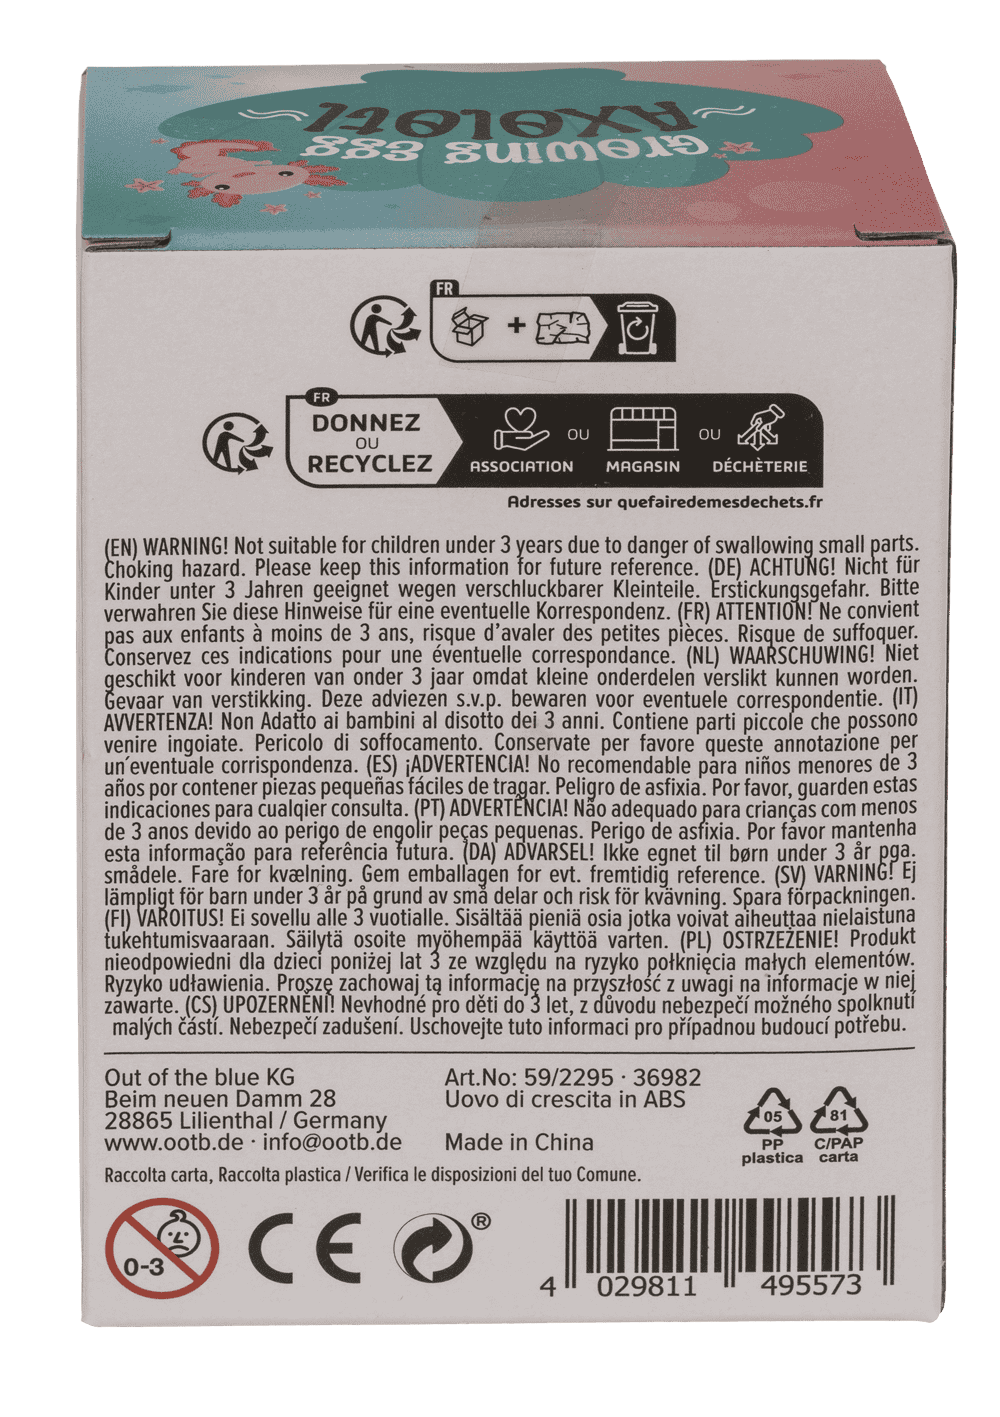 Growing Egg
AXOLOTL
FR
+
FR
DONNEZ
OU
RECYCLEZ
ASSOCIATION
OU
MAGASIN
OU
DÉCHÈTERIE
Adresses sur quefairedemesdechets.fr
(EN) WARNING! Not suitable for children under 3 years due to danger of swallowing small parts.
Choking hazard. Please keep this information for future reference. (DE) ACHTUNG! Nicht für
Kinder unter 3 Jahren geeignet wegen verschluckbarer Kleinteile. Erstickungsgefahr. Bitte
verwahren Sie diese Hinweise für eine eventuelle Korrespondenz. (FR) ATTENTION! Ne convient
pas aux enfants à moins de 3 ans, risque d'avaler des petites pièces. Risque de suffoquer.
Conservez ces indications pour une éventuelle correspondance. (NL) WAARSCHUWING! Niet
geschikt voor kinderen van onder 3 jaar omdat kleine onderdelen verslikt kunnen worden.
Gevaar van verstikking. Deze adviezen s.v.p. bewaren voor eventuele correspondentie. (IT)
AVVERTENZA! Non Adatto ai bambini al disotto dei 3 anni. Contiene parti piccole che possono
venire ingoiate. Pericolo di soffocamento. Conservate per favore queste annotazione per
un´eventuale corrispondenza. (ES) ¡ADVERTENCIA! No recomendable para niños menores de 3
años por contener piezas pequeñas fáciles de tragar. Peligro de asfixia. Por favor, guarden estas
indicaciones para cualqier consulta. (PT) ADVERTÊNCIA! Não adequado para crianças com menos
de 3 anos devido ao perigo de engolir peças pequenas. Perigo de asfixia. Por favor mantenha
esta informação para referência futura. (DA) ADVARSEL! Ikke egnet til børn under 3 år pga.
smådele. Fare for kvælning. Gem emballagen for evt. fremtidig reference. (SV) VARNING! Ej
lämpligt för barn under 3 år på grund av små delar och risk för kvävning. Spara förpackningen.
(FI) VAROITUS! Ei sovellu alle 3 vuotialle. Sisältää pieniä osia jotka voivat aiheuttaa nielaistuna
tukehtumisvaaraan. Säilytä osoite myöhempää käyttöä varten. (PL) OSTRZEŻENIE! Produkt
nieodpowiedni dla dzieci poniżej lat 3 ze względu na ryzyko połknięcia małych elementów.
Ryzyko udławienia. Proszę zachowaj tą informację na przyszłość z uwagi na informacje w niej
zawarte. (CS) UPOZERNĚNÍ! Nevhodné pro děti do 3 let, z důvodu nebezpečí možného spolknutí
malých částí. Nebezpečí zadušení. Uschovejte tuto informaci pro případnou budoucí potřebu.
Out of the blue KG
Beim neuen Damm 28
28865 Lilienthal / Germany
www.ootb.de · info@ootb.de
Art.No: 59/2295 · 36982
Uovo di crescita in ABS
Made in China
05
PP
plastica
81
C/PAP
carta
Raccolta carta, Raccolta plastica / Verifica le disposizioni del tuo Comune.
0-3
CE
®
4 029811 495573